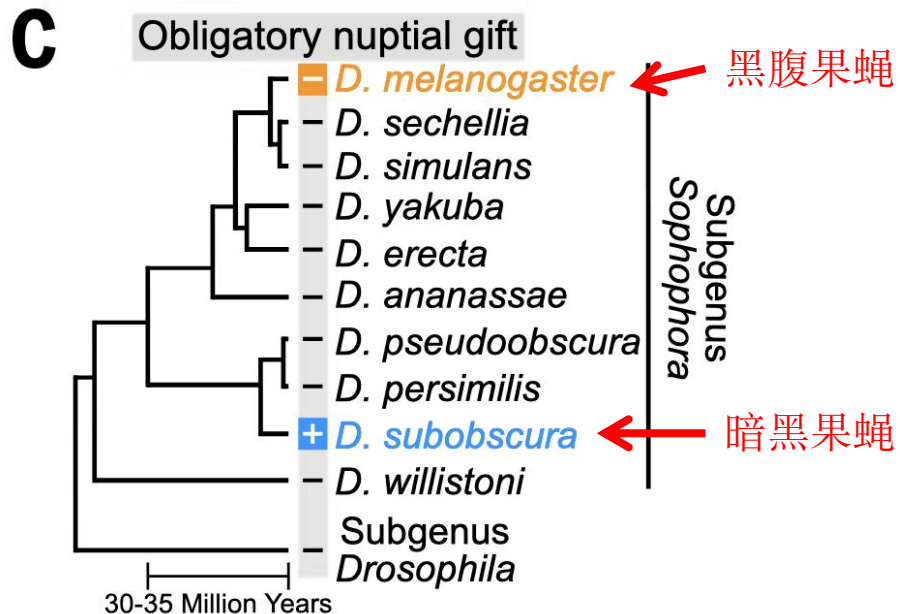 C
Obligatory nuptial gift
− D. melanogaster
黑腹果蝇
− D. sechellia
− D. simulans
− D. yakuba
− D. erecta
− D. ananassae
− D. pseudoobscura
− D. persimilis
+ D. subobscura
暗黑果蝇
− D. willistoni
Subgenus
Sophophora
− Subgenus
Drosophila
30-35 Million Years